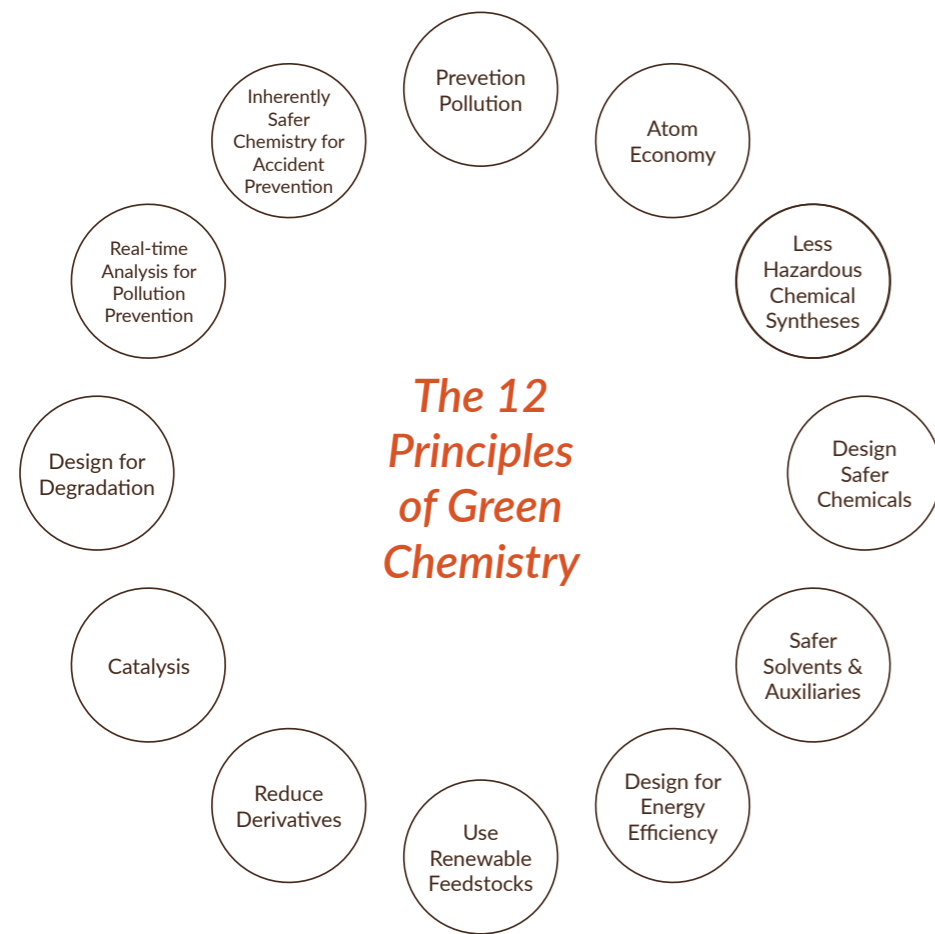 The 12
Principles
of Green
Chemistry
Prevetion
Pollution
Atom
Economy
Less
Hazardous
Chemical
Syntheses
Design
Safer
Chemicals
Safer
Solvents &
Auxiliaries
Design for
Energy
Efficiency
Use
Renewable
Feedstocks
Reduce
Derivatives
Catalysis
Design for
Degradation
Real-time
Analysis for
Pollution
Prevention
Inherently
Safer
Chemistry for
Accident
Prevention